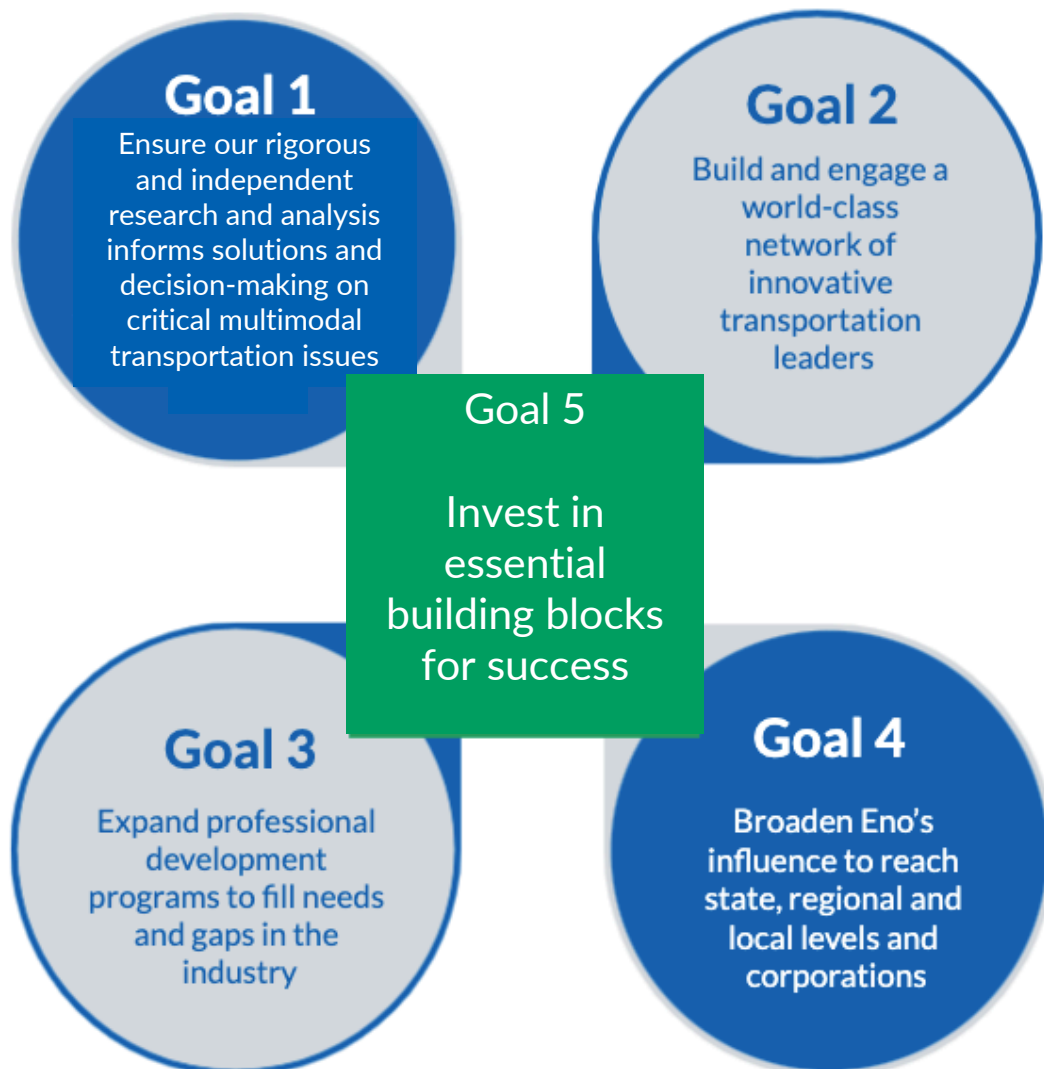 Goal 1
Ensure our rigorous
and independent
research and analysis
informs solutions and
decision-making on
critical multimodal
transportation issues
Goal 2
Build and engage a
world-class
network of
innovative
transportation
leaders
Goal 5
Invest in
essential
building blocks
for success
Goal 3
Expand professional
development
programs to fill needs
and gaps in the
industry
Goal 4
Broaden Eno’s
influence to reach
state, regional and
local levels and
corporations